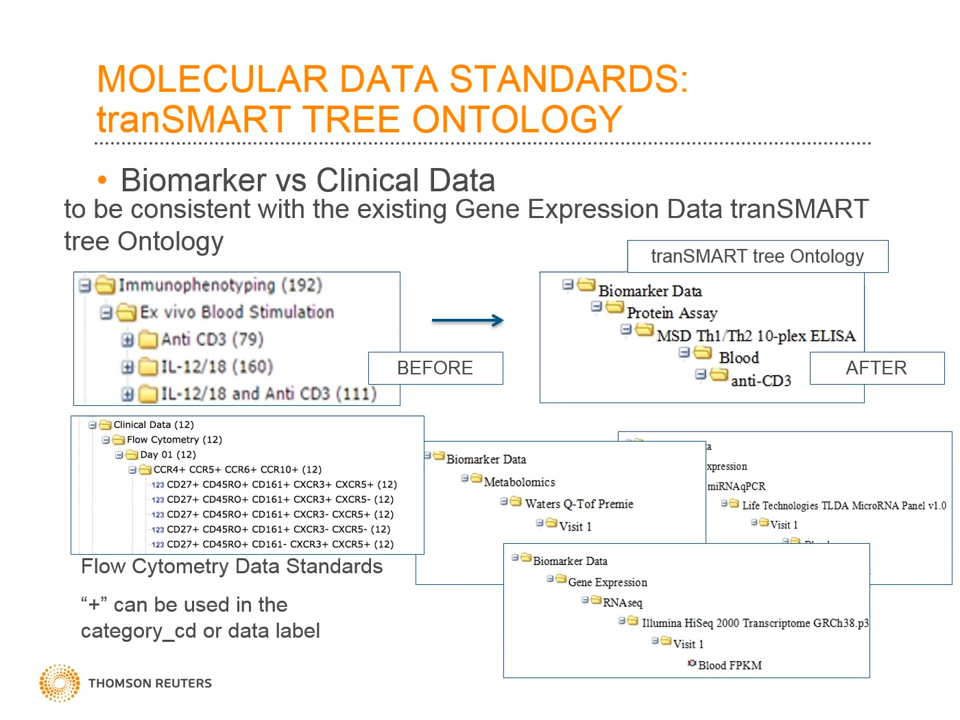 MOLECULAR DATA STANDARDS:
tranSMART TREE ONTOLOGY
• Biomarker vs Clinical Data
to be consistent with the existing Gene Expression Data tranSMART
tree Ontology
tranSMART tree Ontology
Immunophenotyping (192)
Ex vivo Blood Stimulation
Anti CD3 (79)
IL-12/18 (160)
IL-12/18 and Anti CD3 (111)
BEFORE
Biomarker Data
Protein Assay
MSD Th1/Th2 10-plex ELISA
Blood
anti-CD3
AFTER
Clinical Data (12)
Flow Cytometry (12)
Day 01 (12)
CCR4+ CCR5+ CCR6+ CCR10+ (12)
123 CD27+ CD45RO+ CD161+ CXCR3+ CXCR5+ (12)
123 CD27+ CD45RO+ CD161+ CXCR3+ CXCR5- (12)
123 CD27+ CD45RO+ CD161+ CXCR3- CXCR5+ (12)
123 CD27+ CD45RO+ CD161+ CXCR3- CXCR5- (12)
123 CD27+ CD45RO+ CD161- CXCR3+ CXCR5+ (12)
Biomarker Data
Metabolomics
Waters Q-Tof Premie
Visit 1
a
xpression
miRNAqPCR
Life Technologies TLDA MicroRNA Panel v1.0
Visit 1
Biomarker Data
Gene Expression
RNAseq
Illumina HiSeq 2000 Transcriptome GRCh38.p3
Visit 1
Blood FPKM
Flow Cytometry Data Standards
“+” can be used in the
category_cd or data label
THOMSON REUTERS